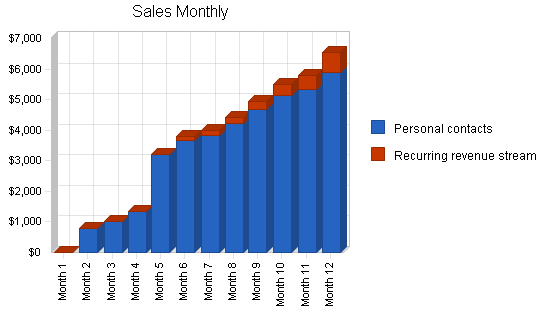 Sales Monthly
$7,000
$6,000
$5,000
$4,000
$3,000
$2,000
$1,000
$0
Month 1
Month 2
Month 3
Month 4
Month 5
Month 6
Month 7
Month 8
Month 9
Month 10
Month 11
Month 12
Personal contacts
Recurring revenue stream